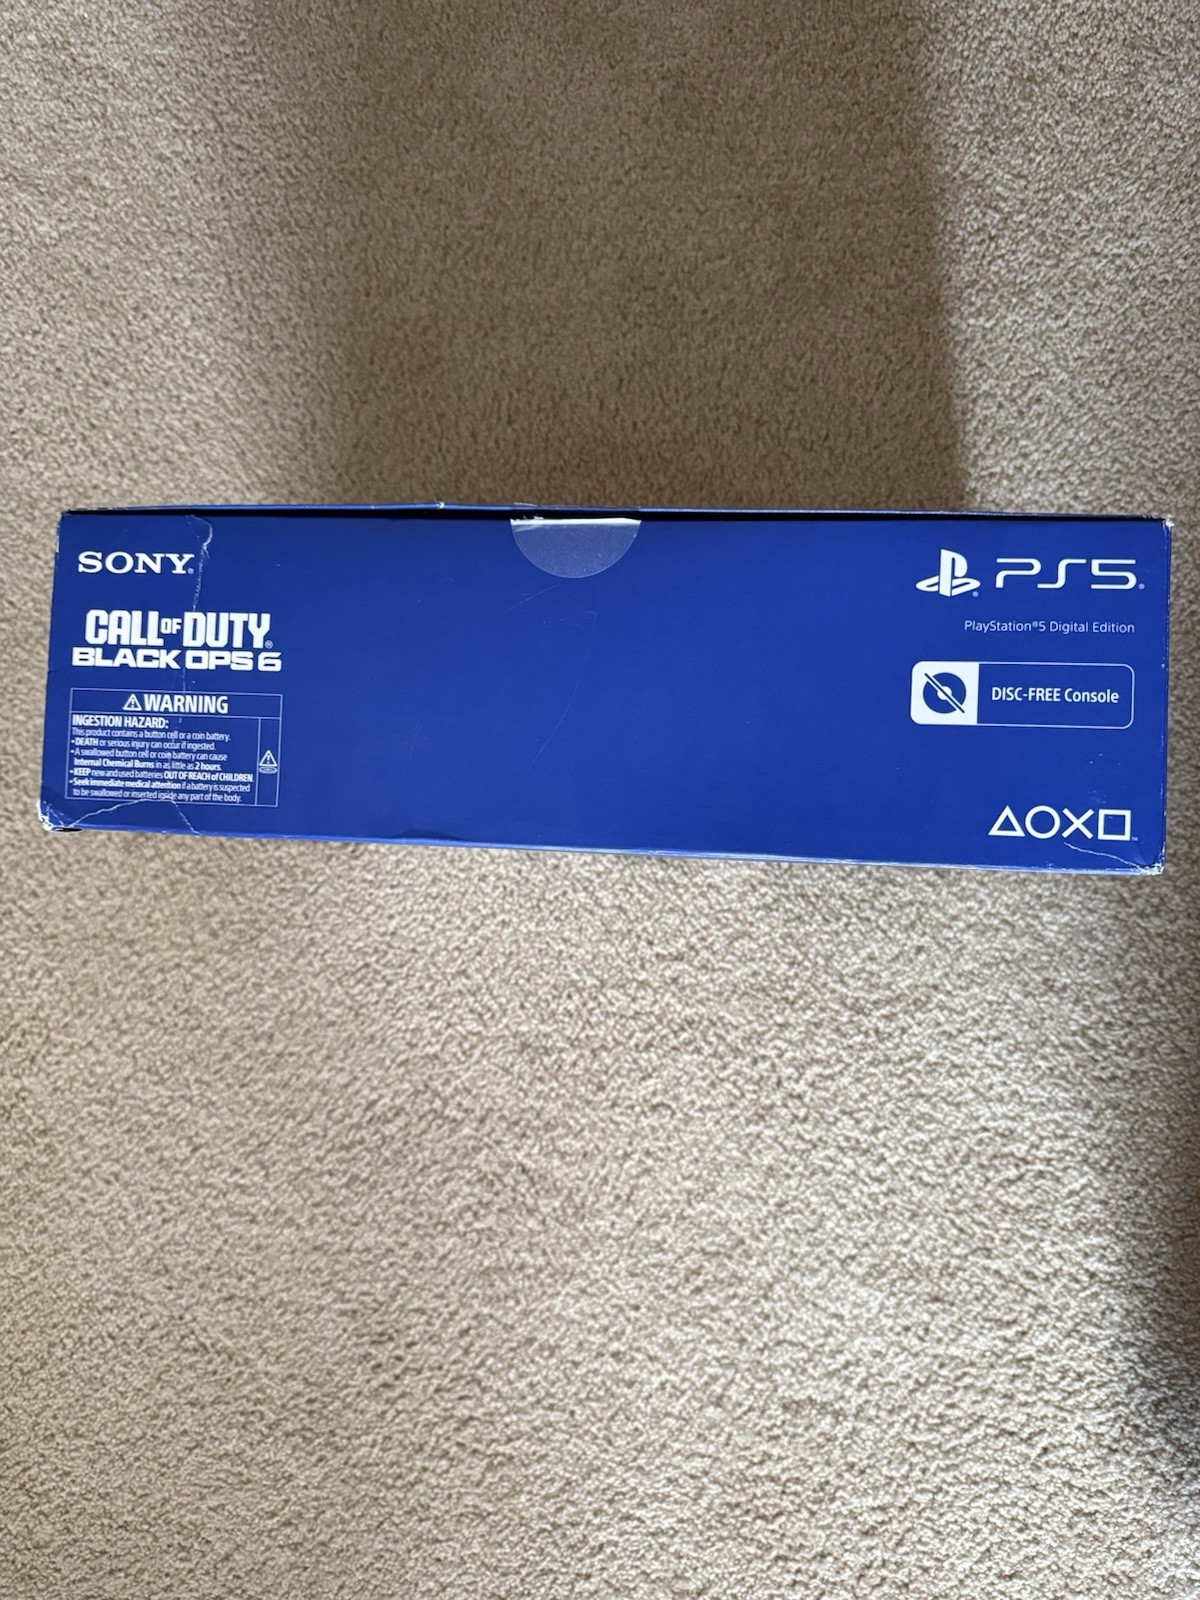 SONY®
CALL OF DUTY®
BLACK OPS 6
⚠ WARNING
INGESTION HAZARD:
This product contains a button cell or a coin battery.
• DEATH or serious injury can occur if ingested.
• A swallowed button cell or coin battery can cause
Internal Chemical Burns in as little as 2 hours.
• KEEP new and used batteries OUT OF REACH of CHILDREN.
• Seek immediate medical attention if a battery is suspected
to be swallowed or inserted inside any part of the body.
PS5®
PlayStation®5 Digital Edition
DISC-FREE Console